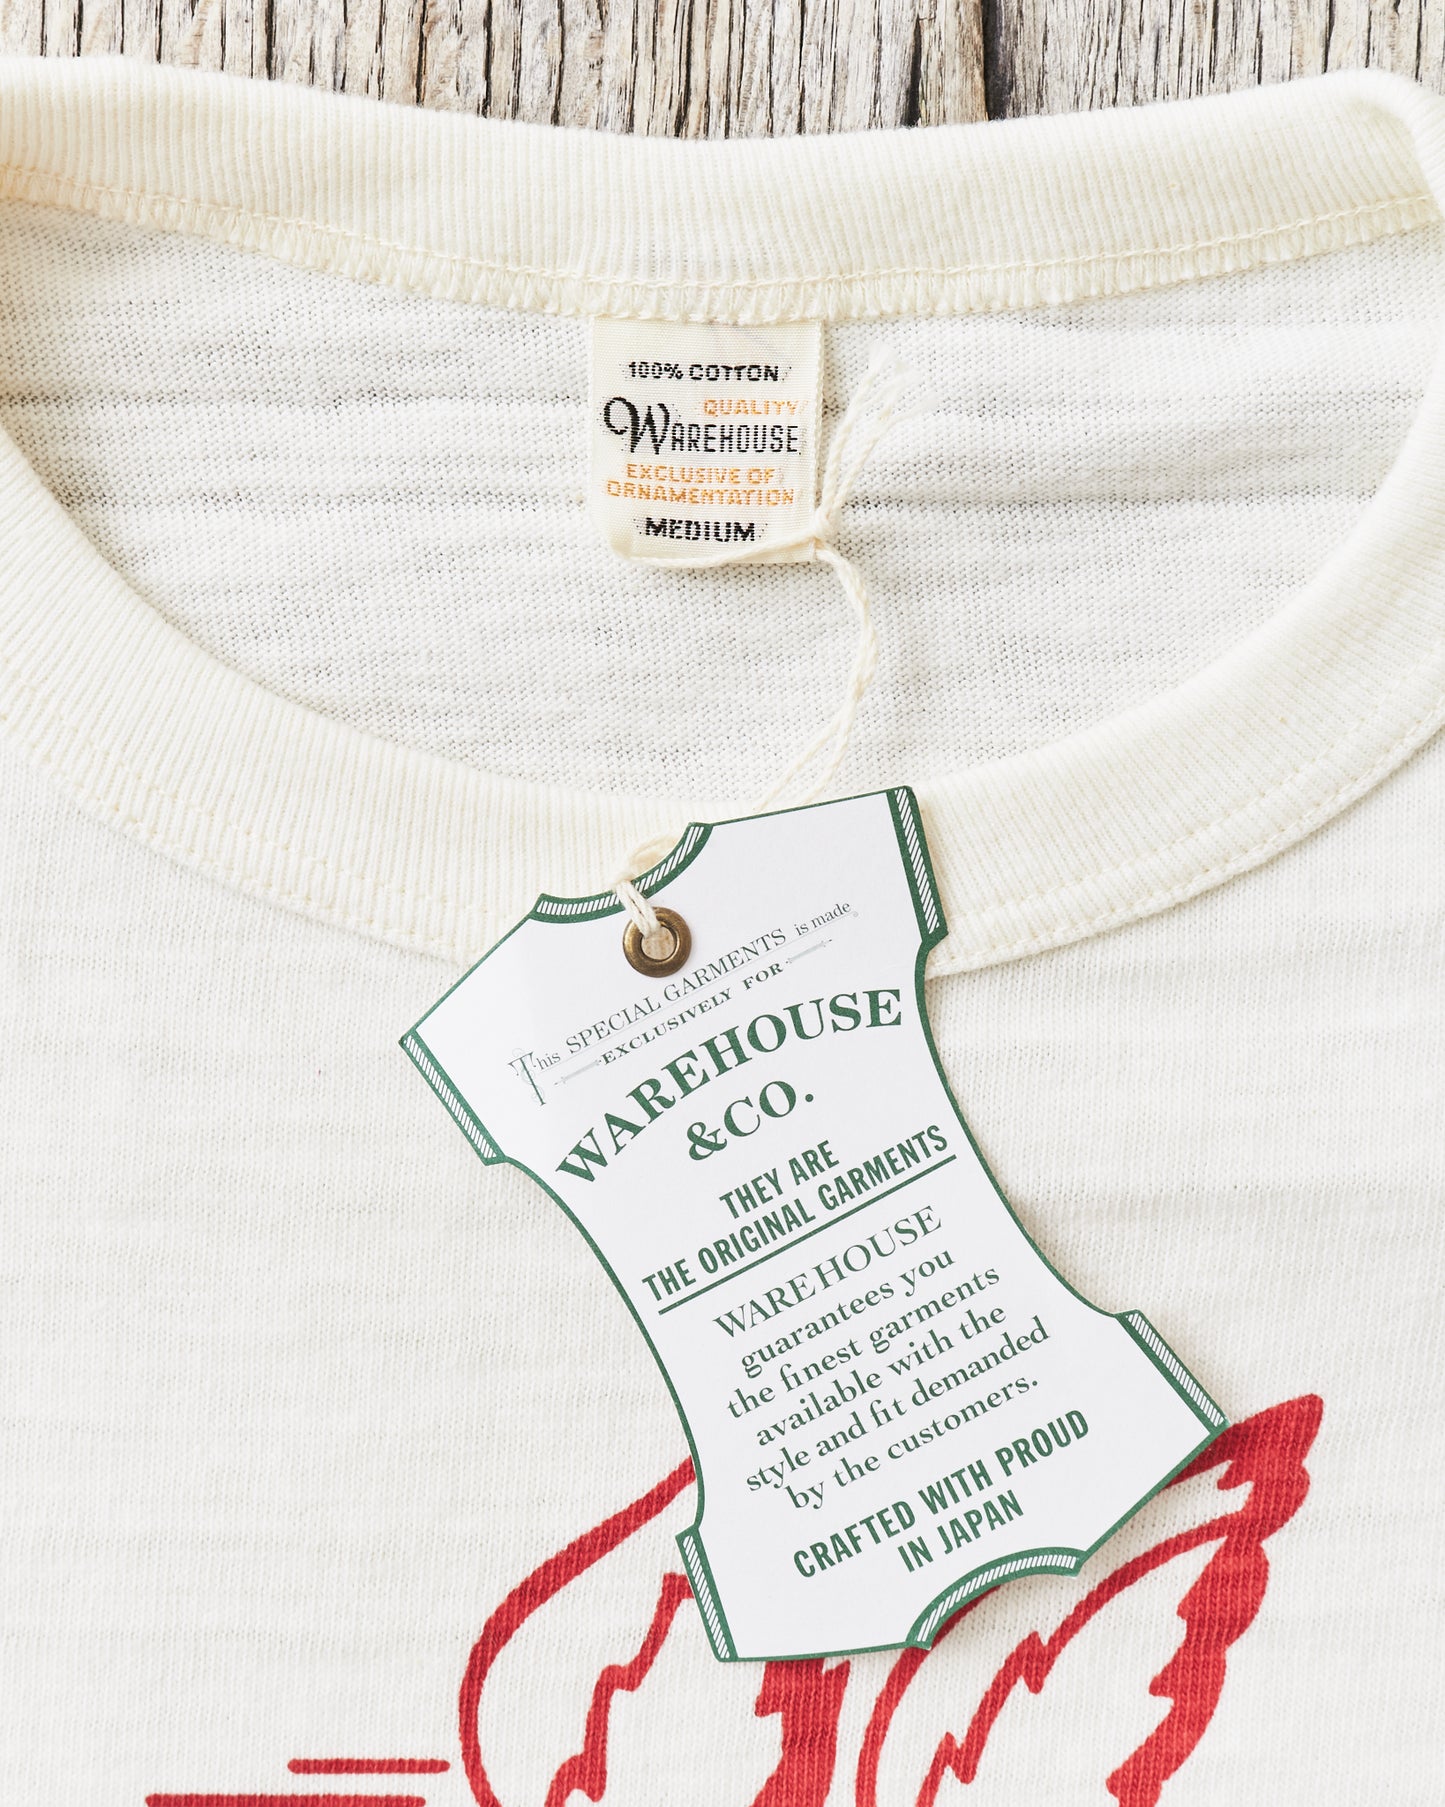 100% COTTON
QUALITY
WAREHOUSE
EXCLUSIVE OF
ORNAMENTATION
MEDIUM
This SPECIAL GARMENTS is made
EXCLUSIVELY FOR
WAREHOUSE
&CO.
THEY ARE
THE ORIGINAL GARMENTS
WAREHOUSE
guarantees you
the finest garments
available with the
style and fit demanded
by the customers.
CRAFTED WITH PROUD
IN JAPAN